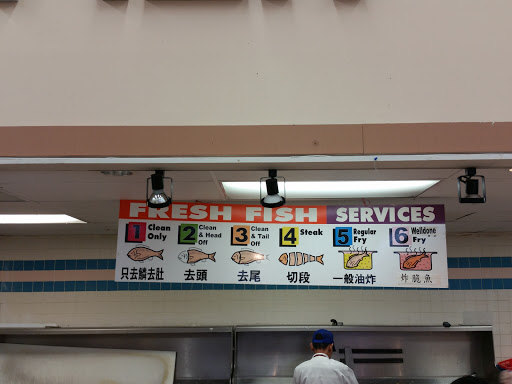 FRESH FISH SERVICES
1 Clean Only
2 Clean & Head Off
3 Clean & Tail Off
4 Steak
5 Regular Fry
6 Welldone Fry
只去鱗去肚
去頭
去尾
切段
一般油炸
炸脆魚